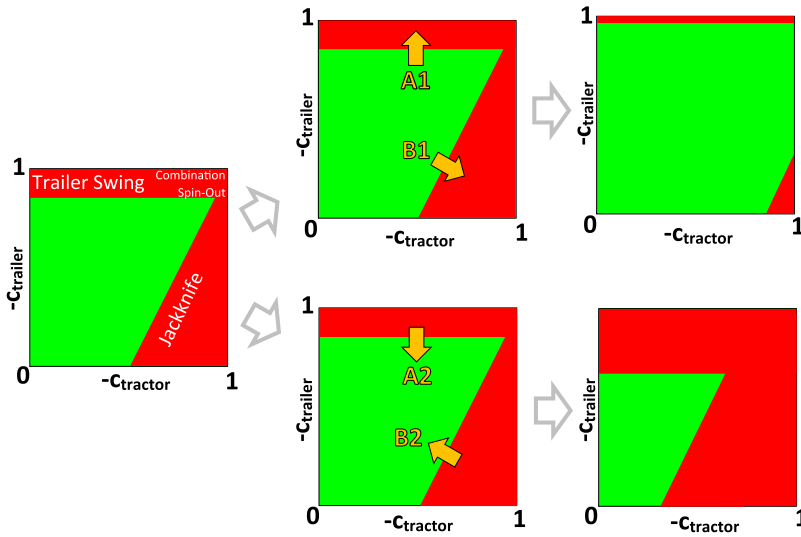 1
Trailer Swing
Combination
Spin-Out
Jackknife
-ctrailer
0
-ctractor
1
1
A1
B1
-ctrailer
0
-ctractor
1
1
-ctrailer
0
-ctractor
1
1
A2
B2
-ctrailer
0
-ctractor
1
-ctrailer
0
-ctractor
1